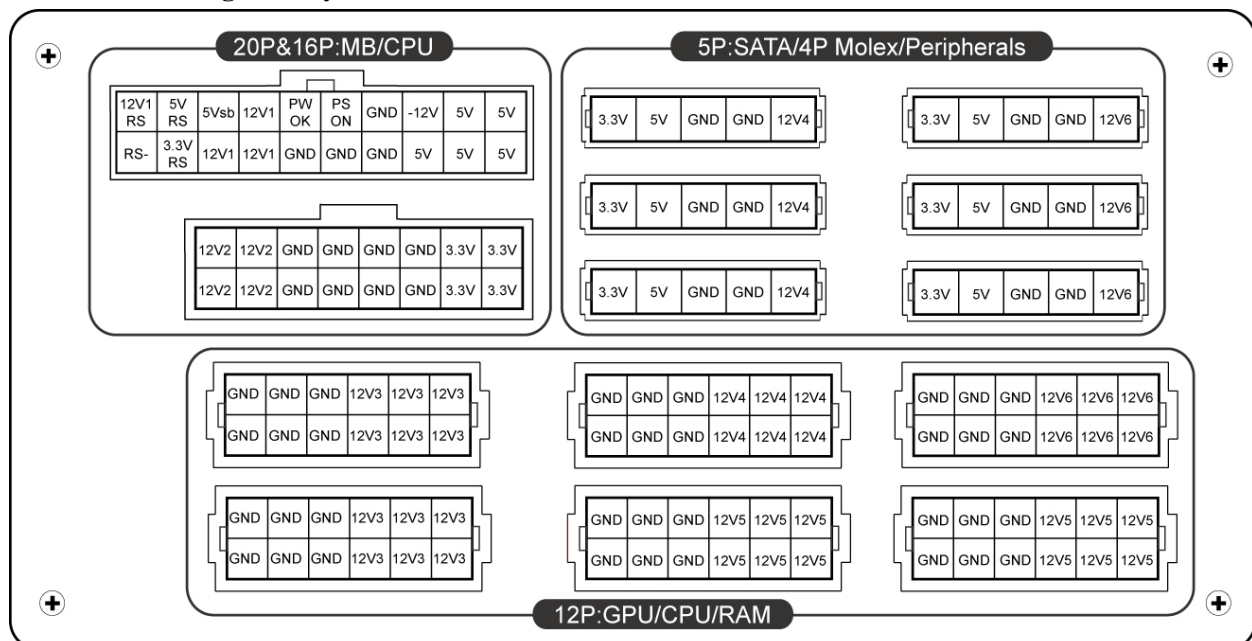 20P&16P:MB/CPU
12V1 RS 5V RS 5Vsb 12V1 PW OK PS ON GND -12V 5V 5V
RS- 3.3V RS 12V1 12V1 GND GND GND 5V 5V 5V
12V2 12V2 GND GND GND GND 3.3V 3.3V
12V2 12V2 GND GND GND GND 3.3V 3.3V
5P:SATA/4P Molex/Peripherals
3.3V 5V GND GND 12V4
3.3V 5V GND GND 12V6
3.3V 5V GND GND 12V4
3.3V 5V GND GND 12V6
3.3V 5V GND GND 12V4
3.3V 5V GND GND 12V6
GND GND GND 12V3 12V3 12V3
GND GND GND 12V3 12V3 12V3
GND GND GND 12V4 12V4 12V4
GND GND GND 12V4 12V4 12V4
GND GND GND 12V6 12V6 12V6
GND GND GND 12V6 12V6 12V6
GND GND GND 12V3 12V3 12V3
GND GND GND 12V3 12V3 12V3
GND GND GND 12V5 12V5 12V5
GND GND GND 12V5 12V5 12V5
GND GND GND 12V5 12V5 12V5
GND GND GND 12V5 12V5 12V5
12P:GPU/CPU/RAM